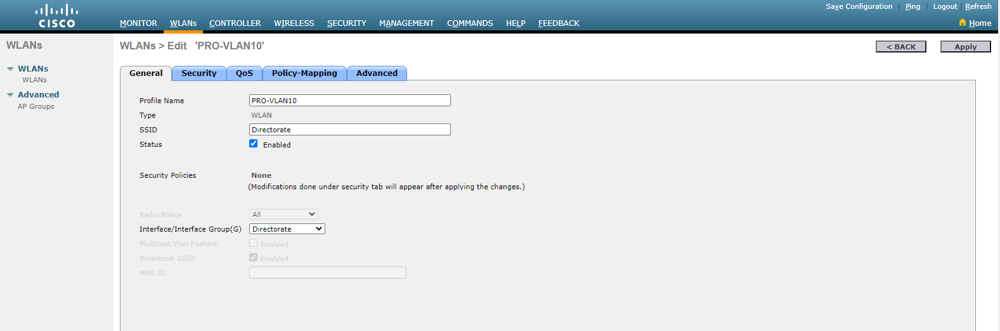 Save Configuration | Ping | Logout | Refresh
CISCO
MONITOR WLANs CONTROLLER WIRELESS SECURITY MANAGEMENT COMMANDS HELP FEEDBACK
Home
WLANs
WLANs
WLANs
Advanced
AP Groups
WLANs > Edit 'PRO-VLAN10'
< BACK
Apply
General Security QoS Policy-Mapping Advanced
Profile Name PRO-VLAN10
Type WLAN
SSID Directorate
Status Enabled
Security Policies None
(Modifications done under security tab will appear after applying the changes.)
Radio Policy All
Interface/Interface Group(G) Directorate
Multicast Vlan Feature Enabled
Broadcast SSID Enabled
NAS-ID